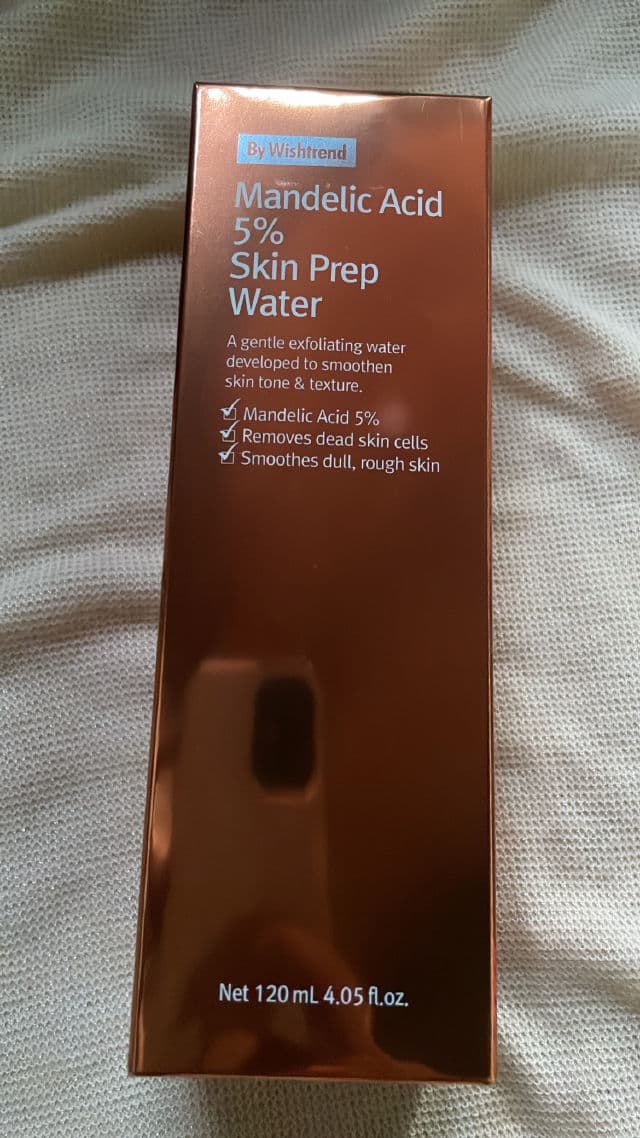 By Wishtrend
Mandelic Acid
5%
Skin Prep
Water
A gentle exfoliating water
developed to smoothen
skin tone & texture.
Mandelic Acid 5%
Removes dead skin cells
Smoothes dull, rough skin
Net 120 mL 4.05 fl.oz.